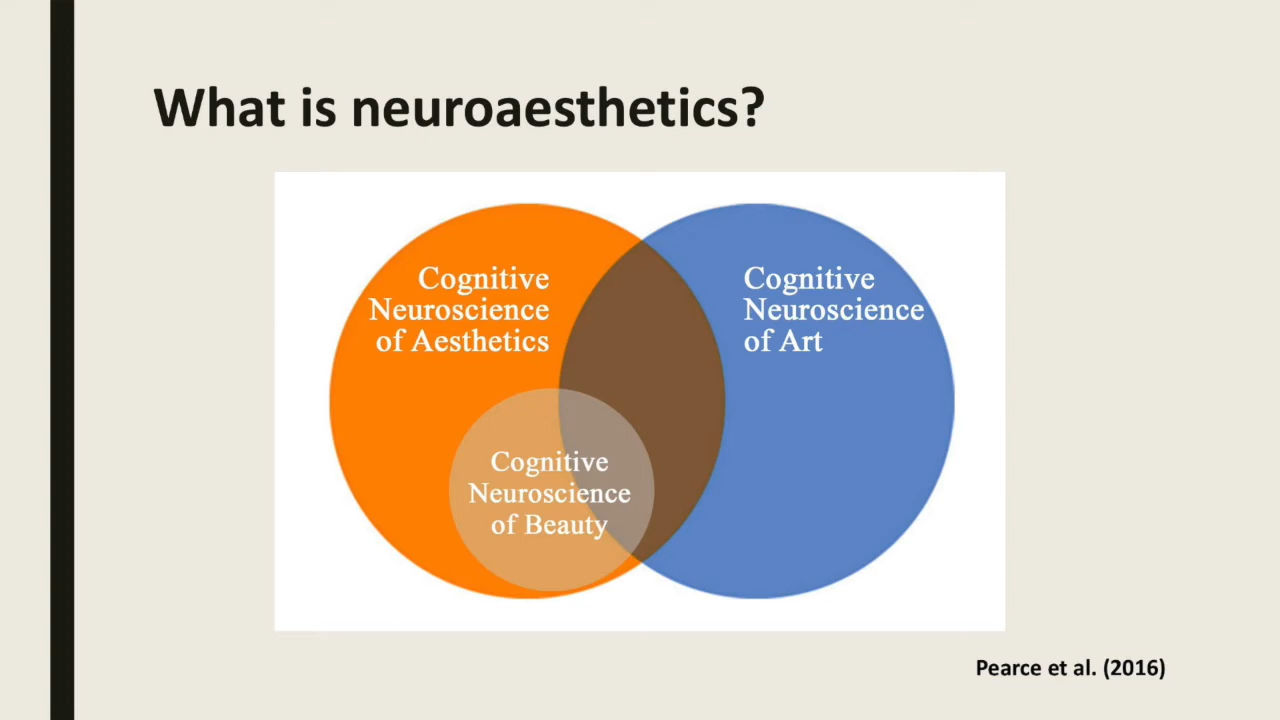 What is neuroaesthetics?
Cognitive
Neuroscience
of Aesthetics
Cognitive
Neuroscience
of Art
Cognitive
Neuroscience
of Beauty
Pearce et al. (2016)